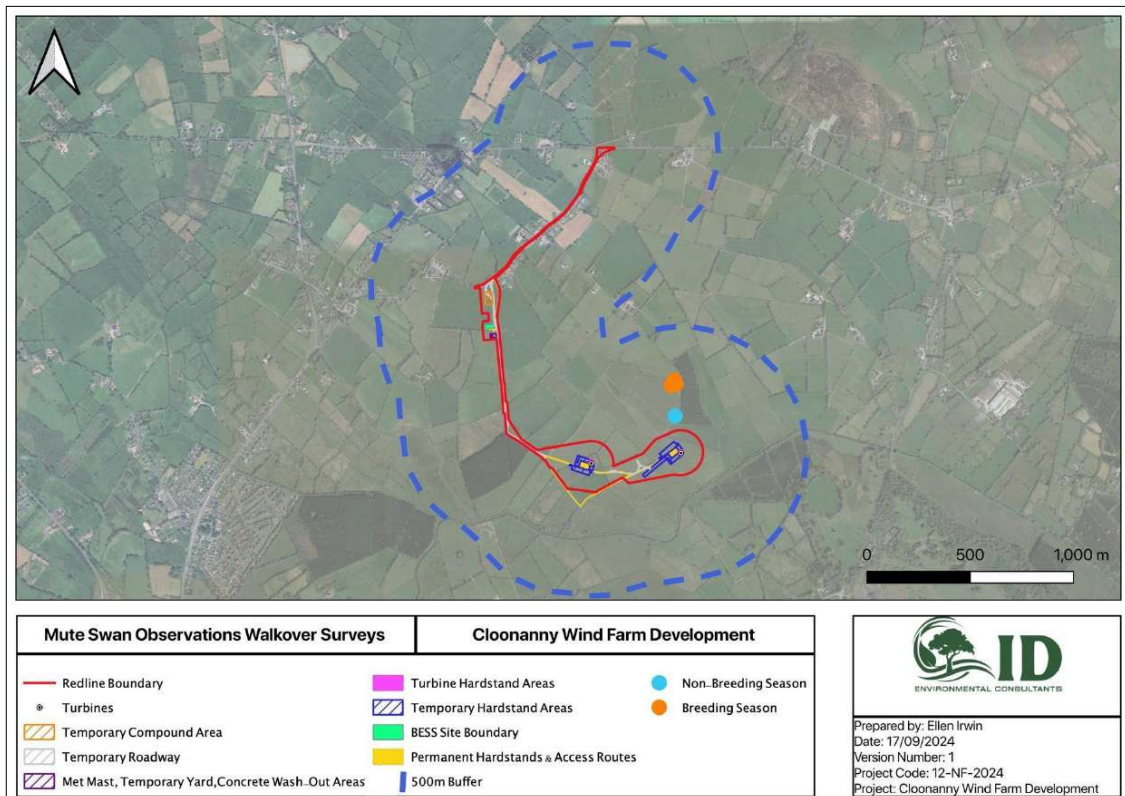 0 500 1,000 m
Mute Swan Observations Walkover Surveys
Cloonanny Wind Farm Development
Redline Boundary
Turbines
Temporary Compound Area
Temporary Roadway
Met Mast, Temporary Yard,Concrete Wash-Out Areas
Turbine Hardstand Areas
Temporary Hardstand Areas
BESS Site Boundary
Permanent Hardstands & Access Routes
500m Buffer
Non-Breeding Season
Breeding Season
ID
ENVIRONMENTAL CONSULTANTS
Prepared by: Ellen Irwin
Date: 17/09/2024
Version Number: 1
Project Code: 12-NF-2024
Project: Cloonanny Wind Farm Development